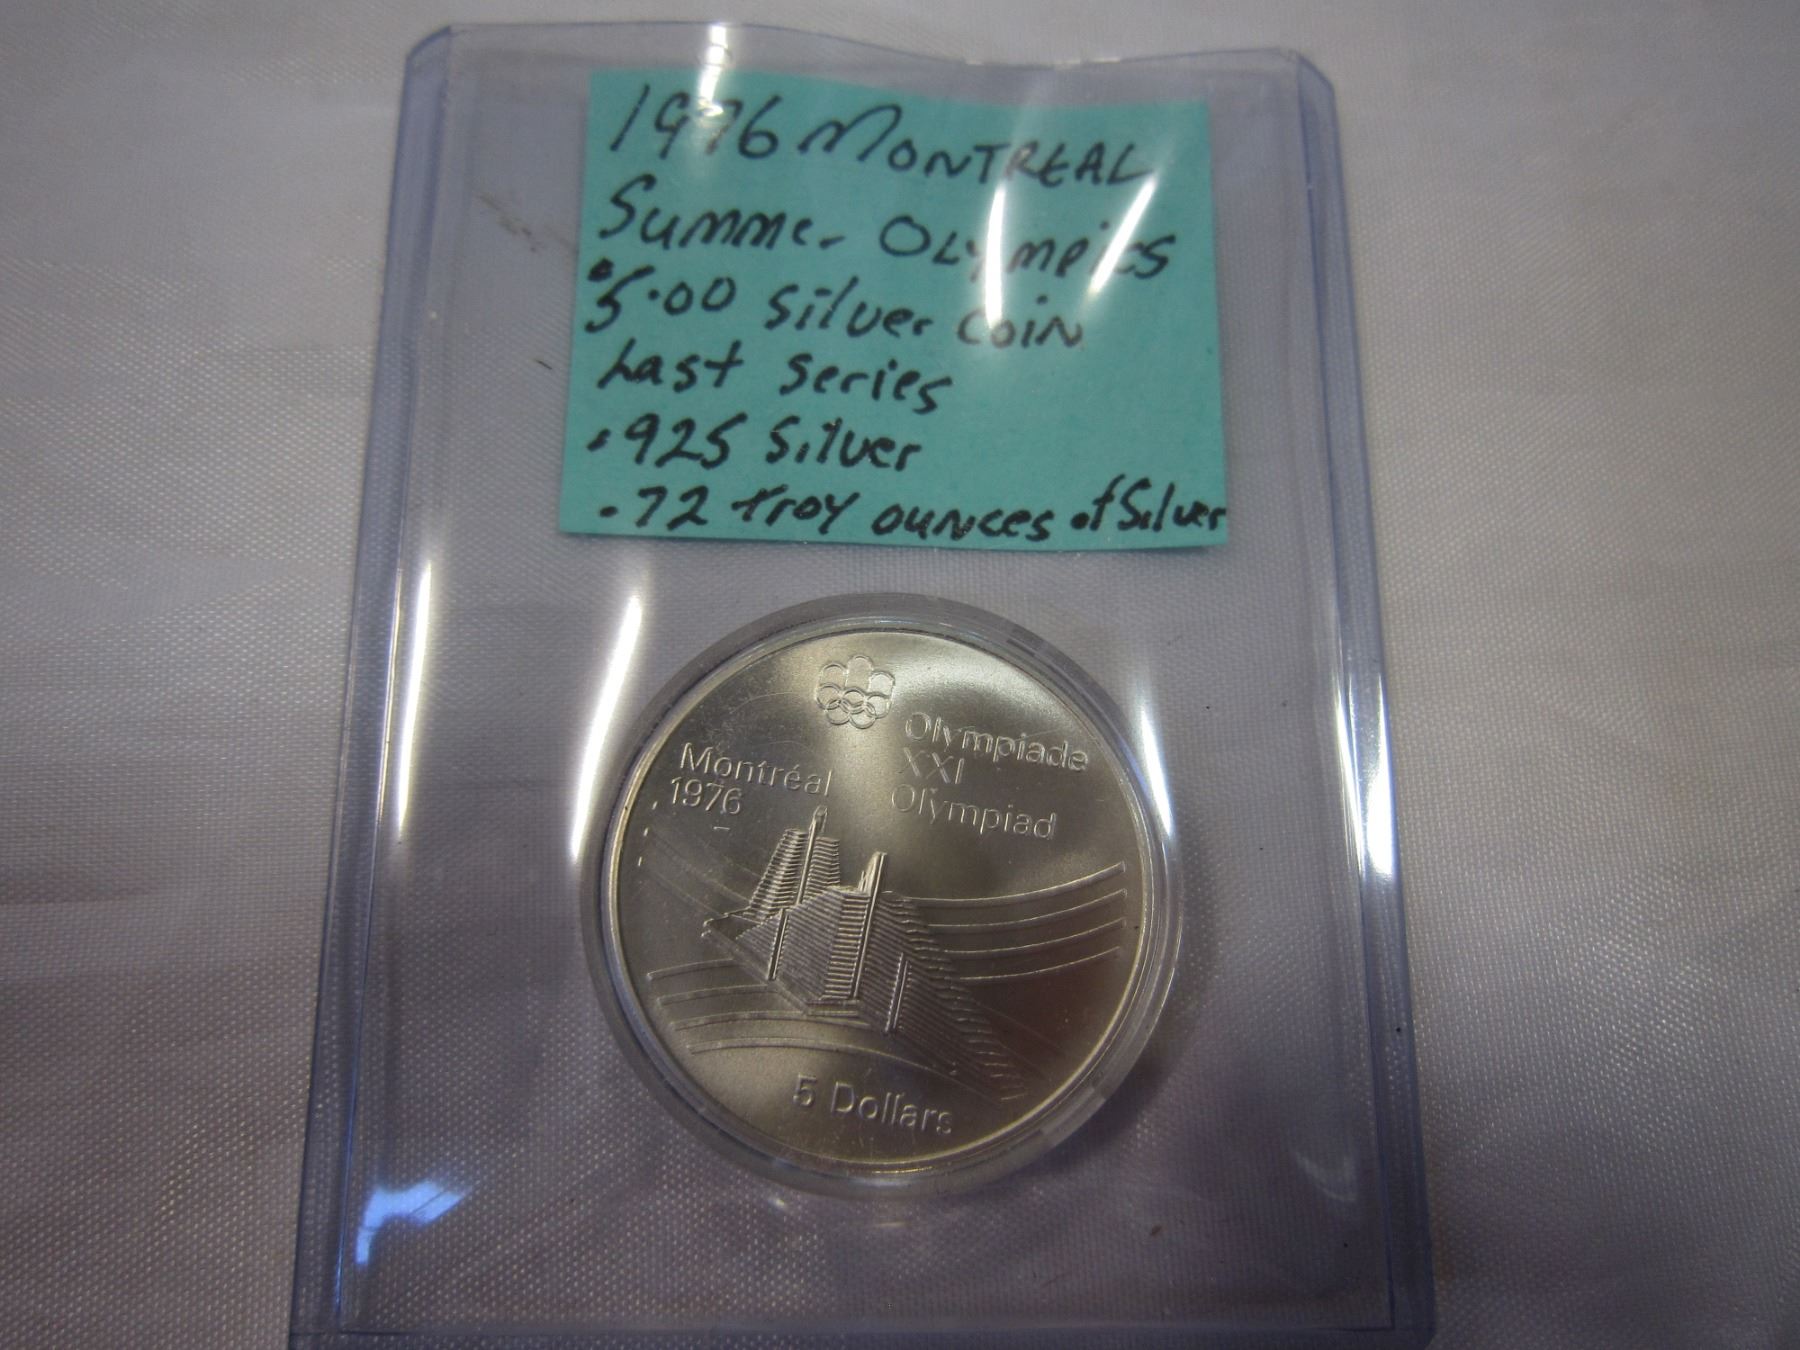 1976 MONTREAL
Summer OLYMPICS
$5.00 Silver COIN
Last Series
.925 Silver
.72 troy ounces of Silver
Olympiade
XXI
Olympiad
Montréal
1976
5 Dollars